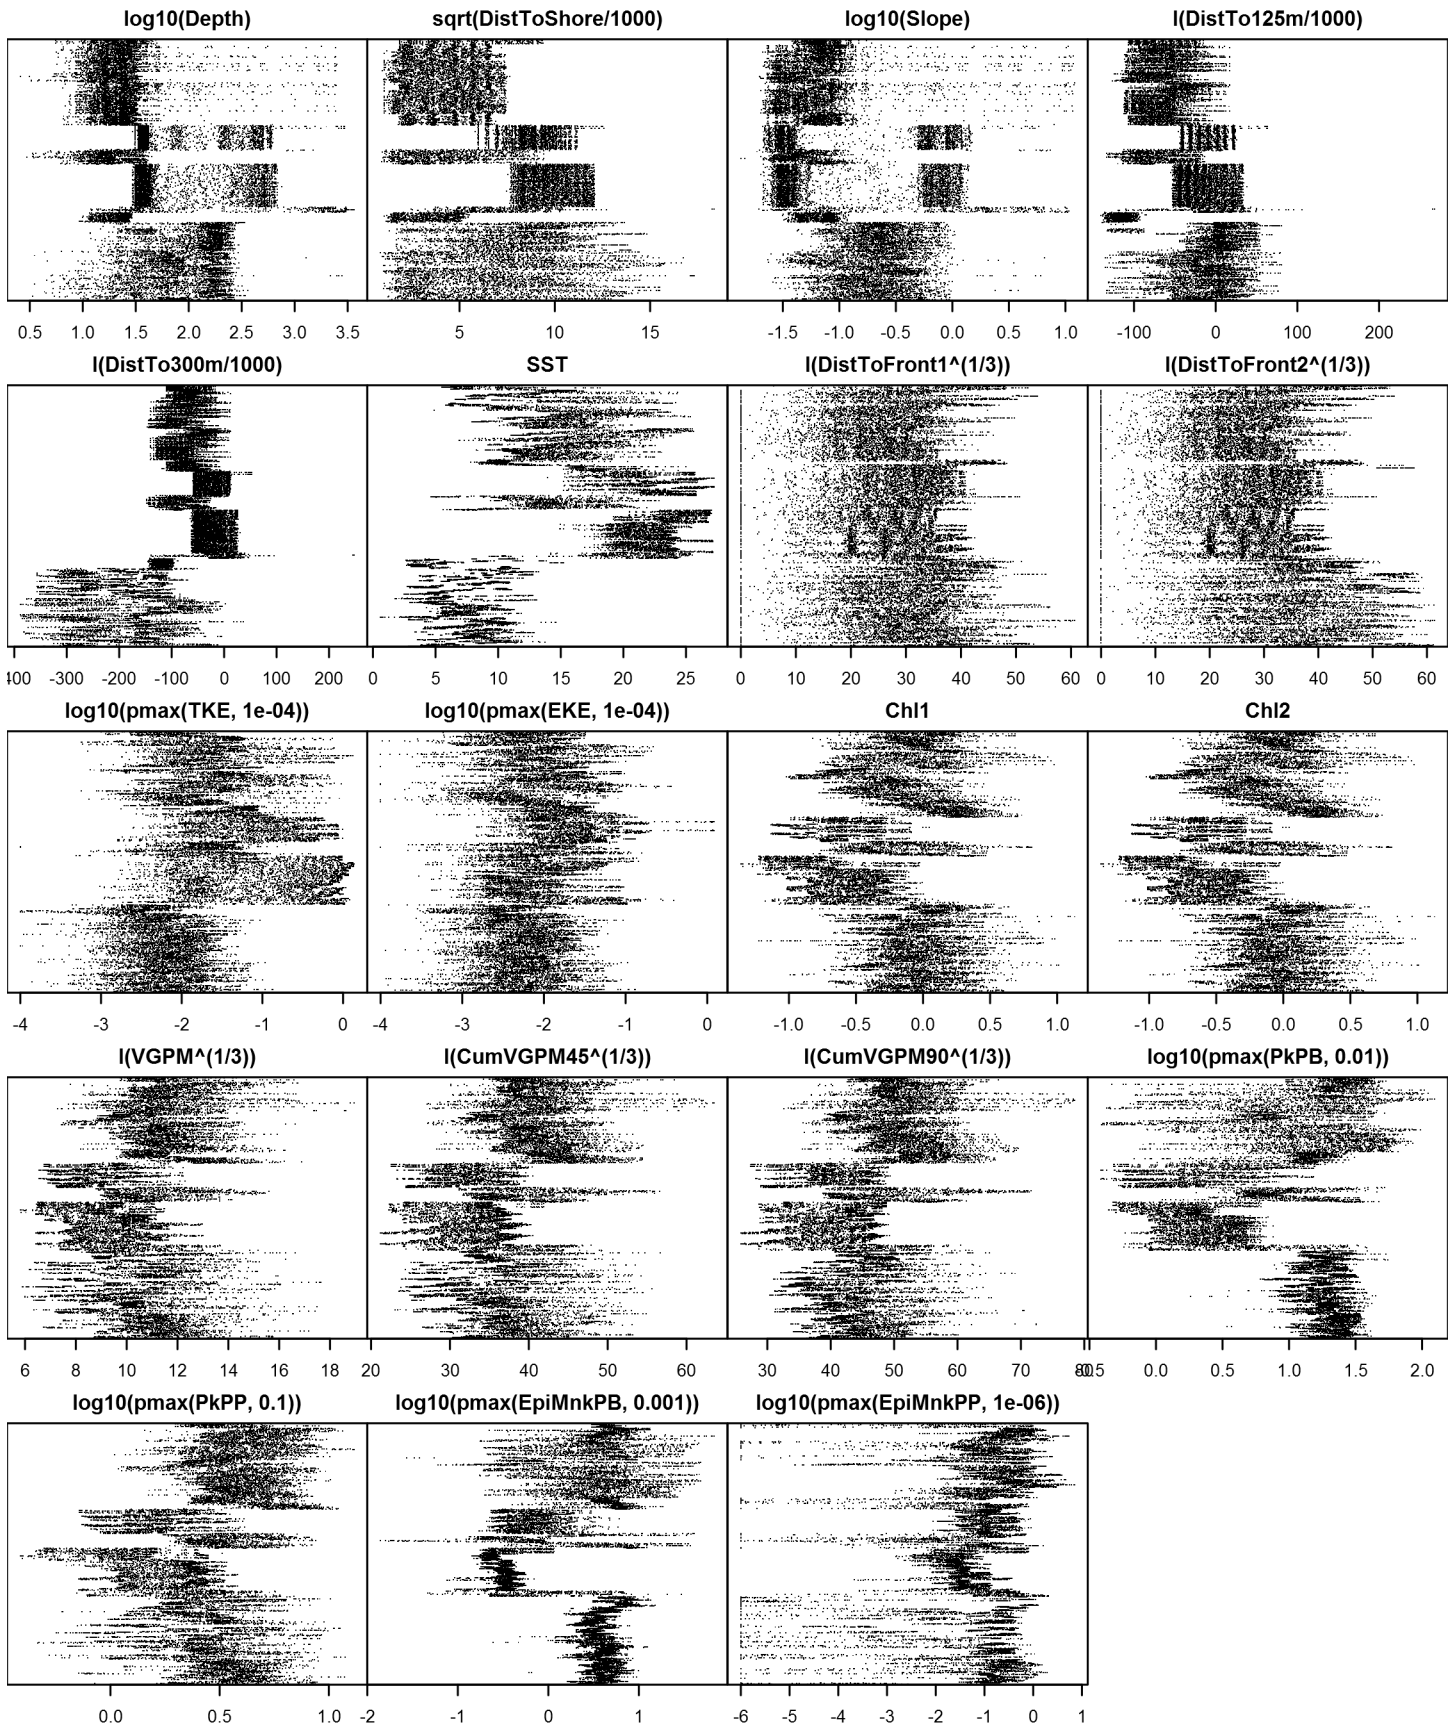 log10(Depth) sqrt(DistToShore/1000) log10(Slope) I(DistTo125m/1000)
0.5 1.0 1.5 2.0 2.5 3.0 3.5 5 10 15 -1.5 -1.0 -0.5 0.0 0.5 1.0 -100 0 100 200
I(DistTo300m/1000) SST I(DistToFront1^(1/3)) I(DistToFront2^(1/3))
-300 -200 -100 0 100 200 0 5 10 15 20 25 0 10 20 30 40 50 60 0 10 20 30 40 50 60
log10(pmax(TKE, 1e-04)) log10(pmax(EKE, 1e-04)) Chl1 Chl2
-4 -3 -2 -1 0 -4 -3 -2 -1 0 -1.0 -0.5 0.0 0.5 1.0 -1.0 -0.5 0.0 0.5 1.0
I(VGPM^(1/3)) I(CumVGPM45^(1/3)) I(CumVGPM90^(1/3)) log10(pmax(PkPB, 0.01))
6 8 10 12 14 16 18 20 30 40 50 60 30 40 50 60 70 0.0 0.5 1.0 1.5 2.0
log10(pmax(PkPP, 0.1)) log10(pmax(EpiMnkPB, 0.001)) log10(pmax(EpiMnkPP, 1e-06))
0.0 0.5 1.0 -2 -1 0 1 -6 -5 -4 -3 -2 -1 0 1